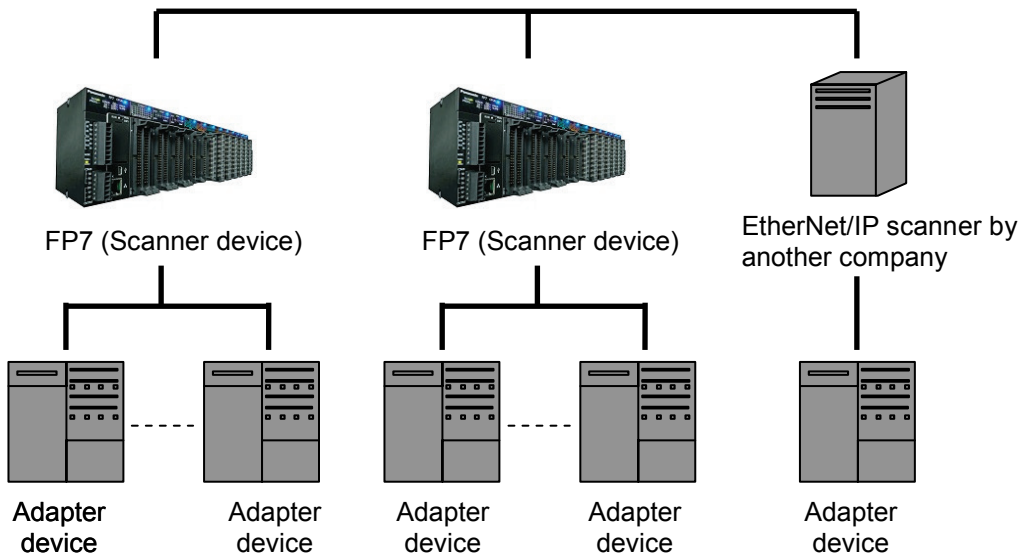 FP7 (Scanner device)
FP7 (Scanner device)
EtherNet/IP scanner by
another company
Adapter
device
Adapter
device
Adapter
device
Adapter
device
Adapter
device